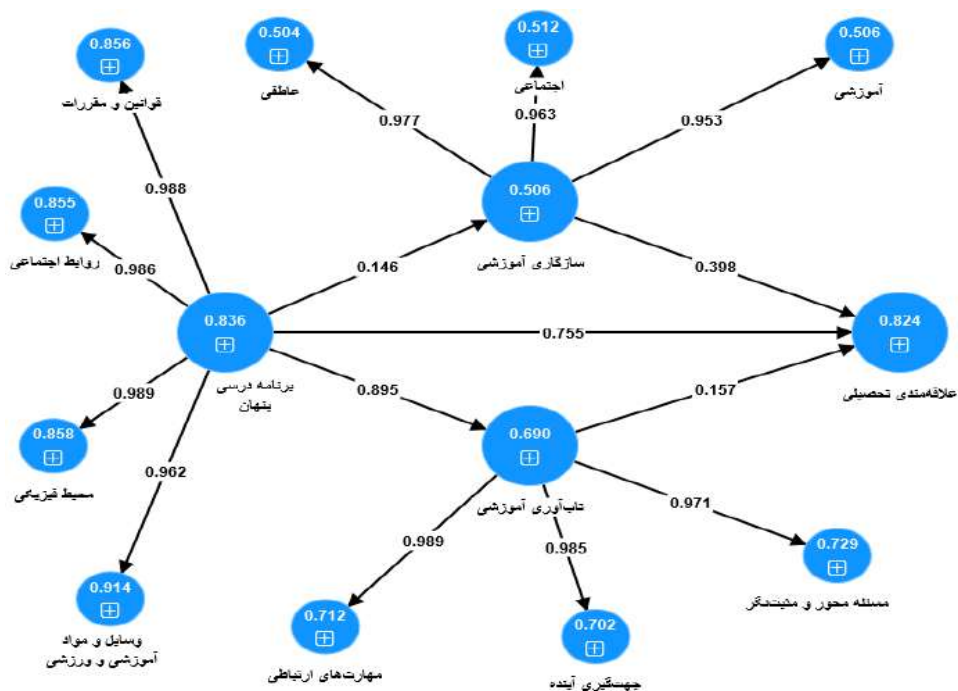 0.856
قوانین و مقررات
0.504
عاطفی
0.512
اجتماعی
0.506
آموزشی
0.977
0.963
0.953
0.988
0.855
روابط اجتماعی
0.986
0.506
سازگاری آموزشی
0.146
0.398
0.836
برنامه درسی
پنهان
0.755
0.824
علاقه‌مندی تحصیلی
0.989
0.895
0.157
0.858
محیط فیزیکی
0.962
0.690
تاب‌آوری آموزشی
0.971
0.989
0.985
0.729
مسئله محور و مثبت‌نگر
0.914
وسایل و مواد
آموزشی و ورزشی
0.712
مهارت‌های ارتباطی
0.702
جهت‌گیری آینده